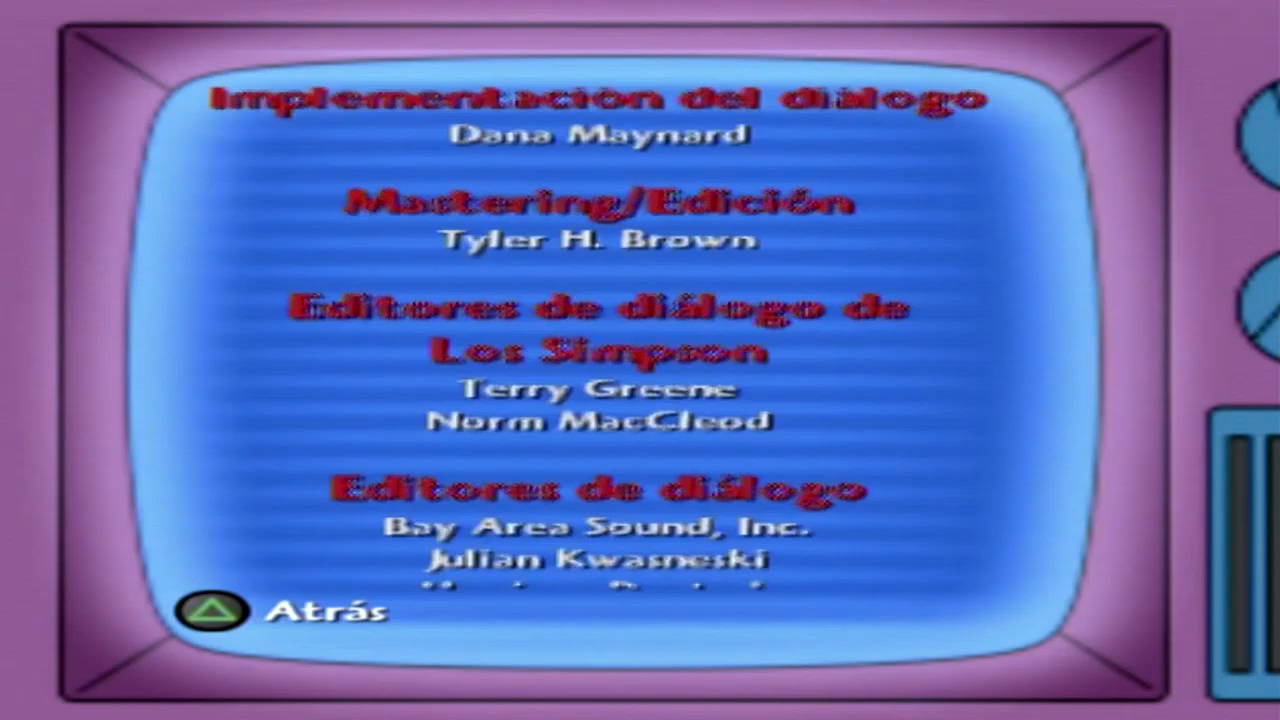 Implementación del diálogo
Dana Maynard
Mastering/Edición
Tyler H. Brown
Editores de diálogo de
Los Simpson
Terry Greene
Norm MacCleod
Editores de diálogo
Bay Area Sound, Inc.
Julian Kwasneski
Atrás